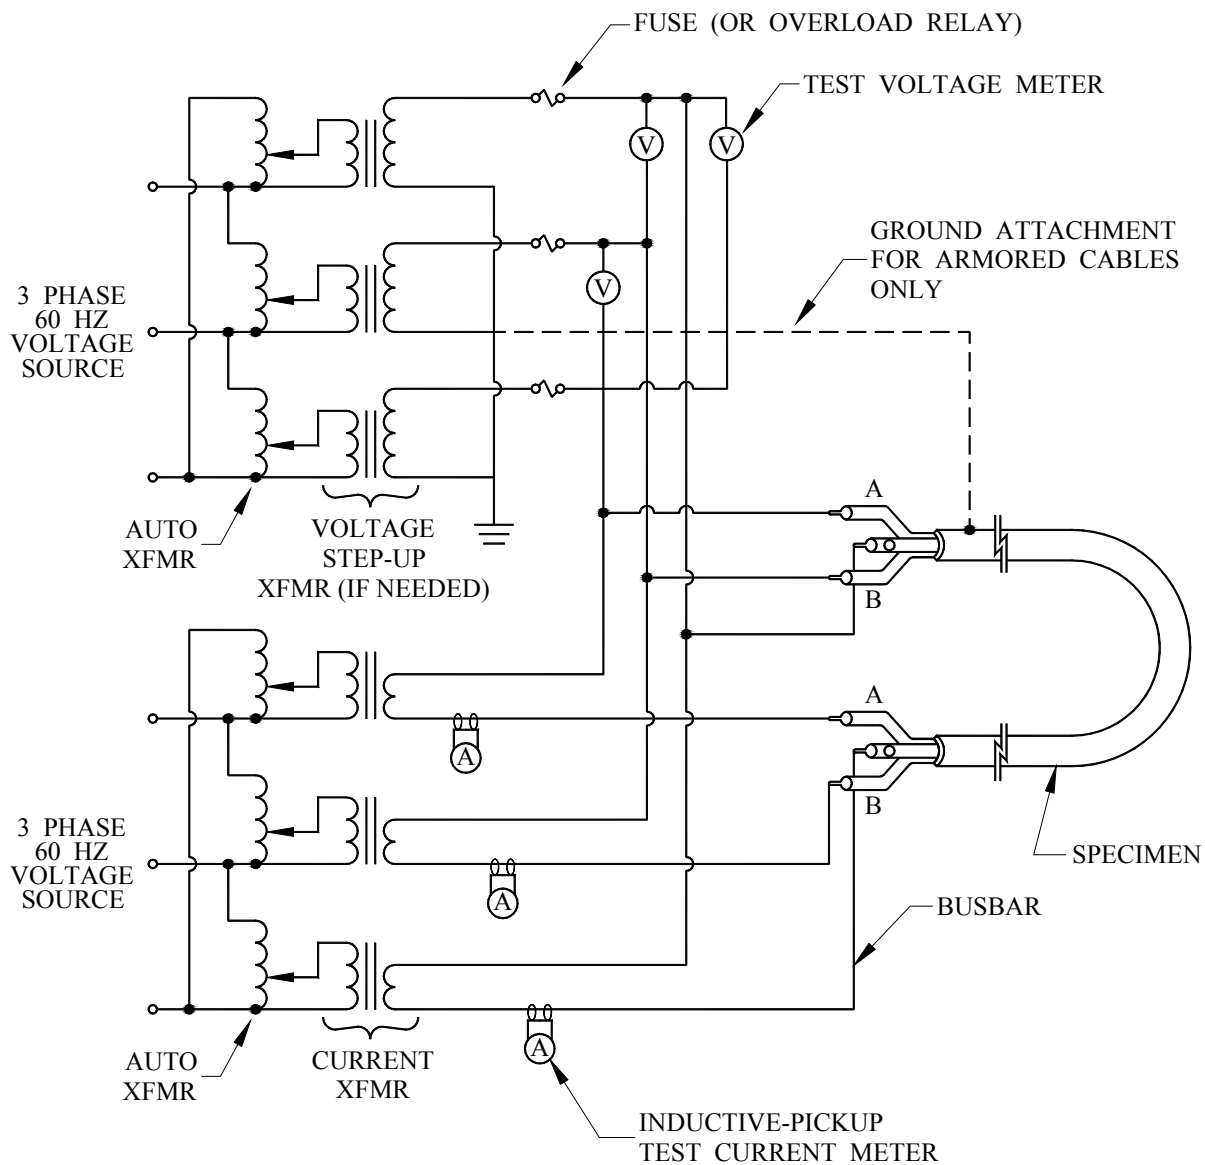 FUSE (OR OVERLOAD RELAY)
TEST VOLTAGE METER
V
V
GROUND ATTACHMENT
FOR ARMORED CABLES
ONLY
V
3 PHASE
60 HZ
VOLTAGE
SOURCE
AUTO
XFMR
VOLTAGE
STEP-UP
XFMR (IF NEEDED)
A
B
A
B
A
3 PHASE
60 HZ
VOLTAGE
SOURCE
A
SPECIMEN
BUSBAR
AUTO
XFMR
CURRENT
XFMR
A
INDUCTIVE-PICKUP
TEST CURRENT METER